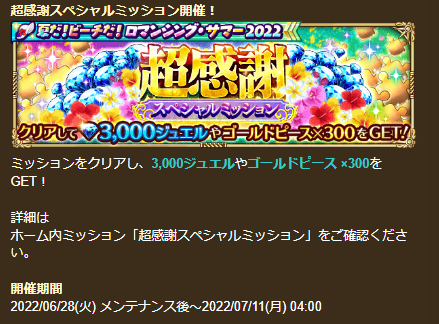 超感謝スペシャルミッション開催！
夏だ!ビーチだ!ロマンシング・サマー2022
超感謝
スペシャルミッション
クリアして 3,000ジュエルやゴールドピース×300をGET!
ミッションをクリアし、3,000ジュエルやゴールドピース ×300を
GET！
詳細は
ホーム内ミッション「超感謝スペシャルミッション」をご確認くださ
い。
開催期間
2022/06/28(火) メンテナンス後～2022/07/11(月) 04:00